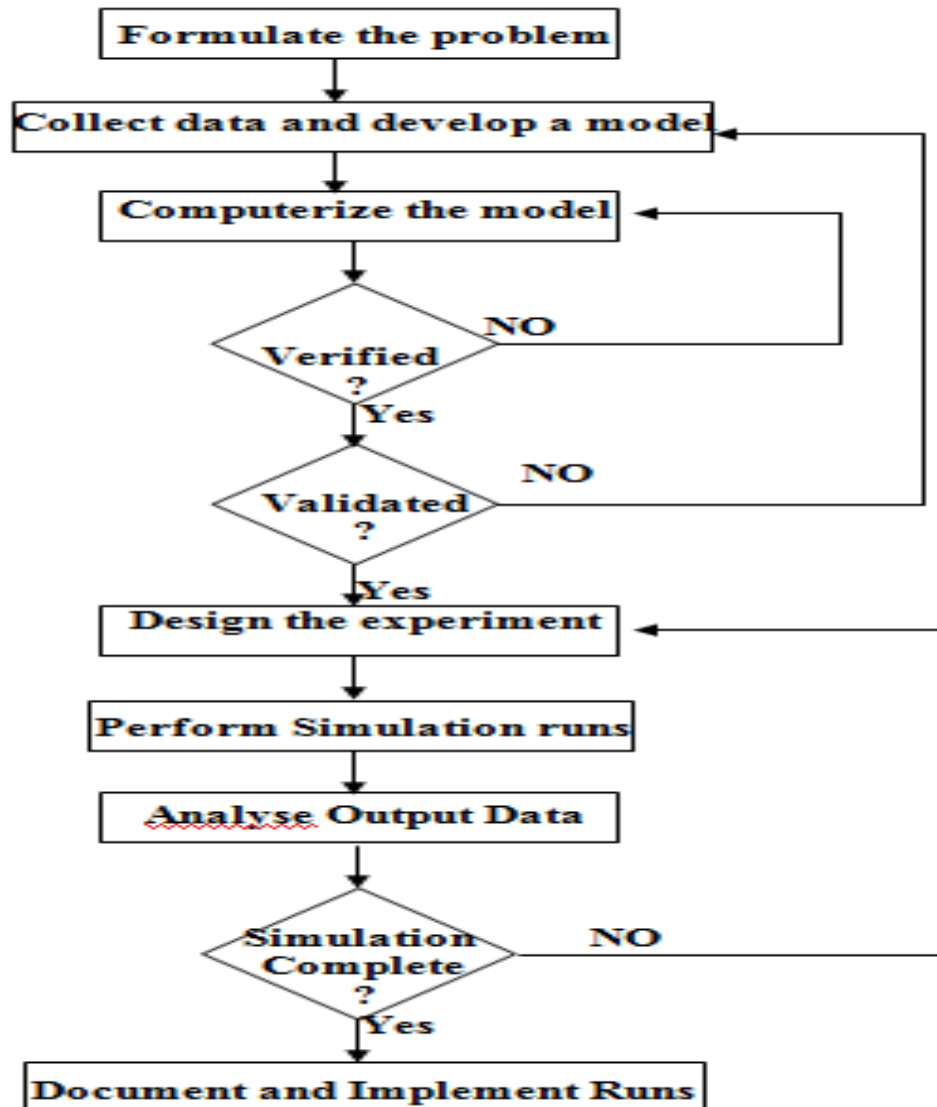 Formulate the problem
Collect data and develop a model
Computerize the model
NO
Verified
?
Yes
NO
Validated
?
Yes
Design the experiment
Perform Simulation runs
Analyse Output Data
Simulation
NO
Complete
?
Yes
Document and Implement Runs